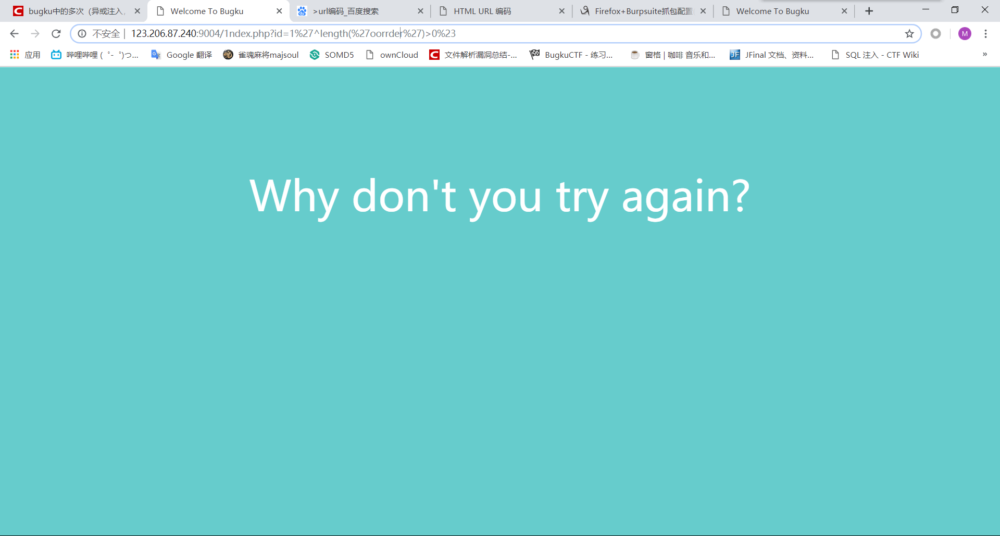 bugku中的多次（异或注入，
Welcome To Bugku
>url编码_百度搜索
HTML URL 编码
Firefox+Burpsuite抓包配置
Welcome To Bugku
不安全 | 123.206.87.240:9004/1ndex.php?id=1%27^length(%27oorrder%27)>0%23
M
应用
哔哩哔哩 ( ゜- ゜)つ...
Google 翻译
雀魂麻将majsoul
SOMD5
ownCloud
文件解析漏洞总结-...
BugkuCTF - 练习...
窗格 | 咖啡 音乐和...
JFinal 文档、资料...
SQL 注入 - CTF Wiki
»
Why don't you try again?